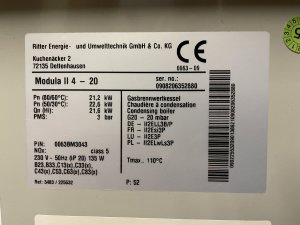 Ritter Energie- und Umwelttechnik GmbH & Co. KG
Kuchenäcker 2
72135 Dettenhausen
CE
0063-09
Modula II 4 - 20
ser. no.:
0908206352680
Pn (80/60°C): 21,2 kw
Pn (50/30°C): 22,6 kw
Qn (Hi): 21,6 kw
PMS: 3 bar
Gasbrennwertkessel
Chaudière à condensation
Condensing boiler
G20 - 20 mbar
DE - II2ELL3B/P
FR - II2Esi3P
LU - II2E3P
PL - II2ELwLs3P
PIN: 0063BM3043
NOx: class 5
230 V - 50Hz (IP 20) 135 W
B23,B33,C13(x),C33(x),
C43(x),C53,C63(x),C83(x)
Tmax.,110°C
P: 52